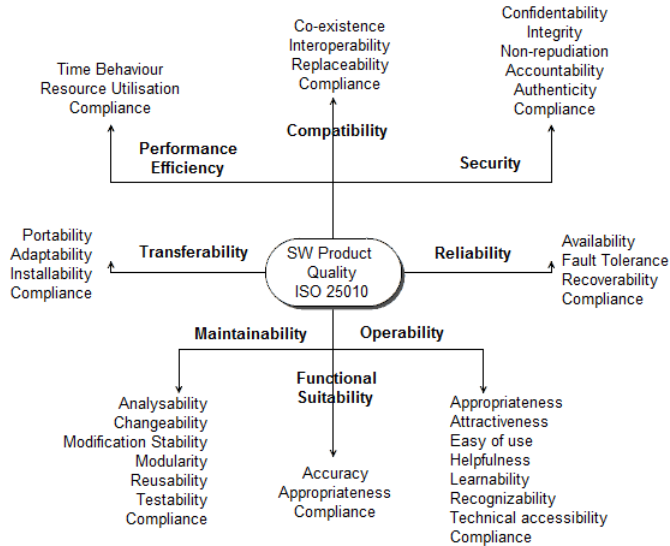 Time Behaviour
Resource Utilisation
Compliance
Performance
Efficiency
Co-existence
Interoperability
Replaceability
Compliance
Compatibility
Confidentability
Integrity
Non-repudiation
Accountability
Authenticity
Compliance
Security
Portability
Adaptability
Installability
Compliance
Transferability
SW Product
Quality
ISO 25010
Reliability
Availability
Fault Tolerance
Recoverability
Compliance
Maintainability
Analysability
Changeability
Modification Stability
Modularity
Reusability
Testability
Compliance
Functional
Suitability
Accuracy
Appropriateness
Compliance
Operability
Appropriateness
Attractiveness
Easy of use
Helpfulness
Learnability
Recognizability
Technical accessibility
Compliance